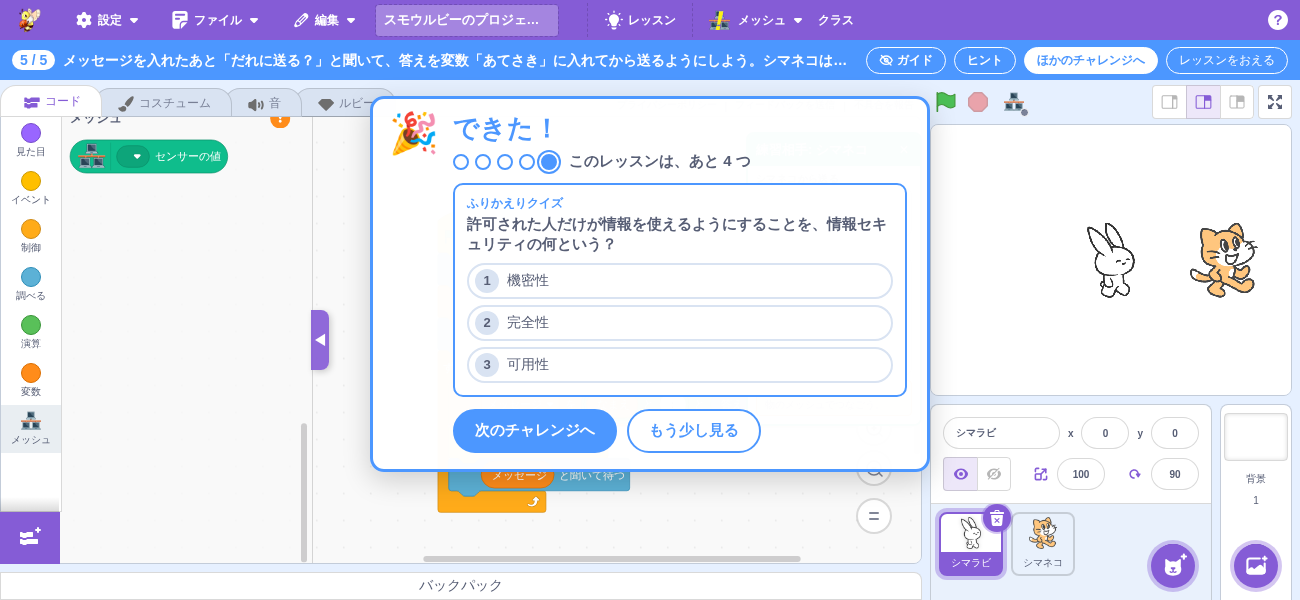 設定
ファイル
編集
スモウルビーのプロジェ…
レッスン
メッシュ
クラス
?
5 / 5
メッセージを入れたあと「だれに送る？」と聞いて、答えを変数「あてさき」に入れてから送るようにしよう。シマネコは…
ガイド
ヒント
ほかのチャレンジへ
レッスンをおえる
コード
コスチューム
音
ルビー
メッシュ
見た目
イベント
制御
調べる
演算
変数
メッシュ
センサーの値
できた！
このレッスンは、あと 4 つ
ふりかえりクイズ
許可された人だけが情報を使えるようにすることを、情報セキ
ュリティの何という？
1 機密性
2 完全性
3 可用性
次のチャレンジへ
もう少し見る
メッセージ と聞いて待つ
バックパック
シマラビ
x 0
y 0
100
90
背景
1
シマラビ
シマネコ